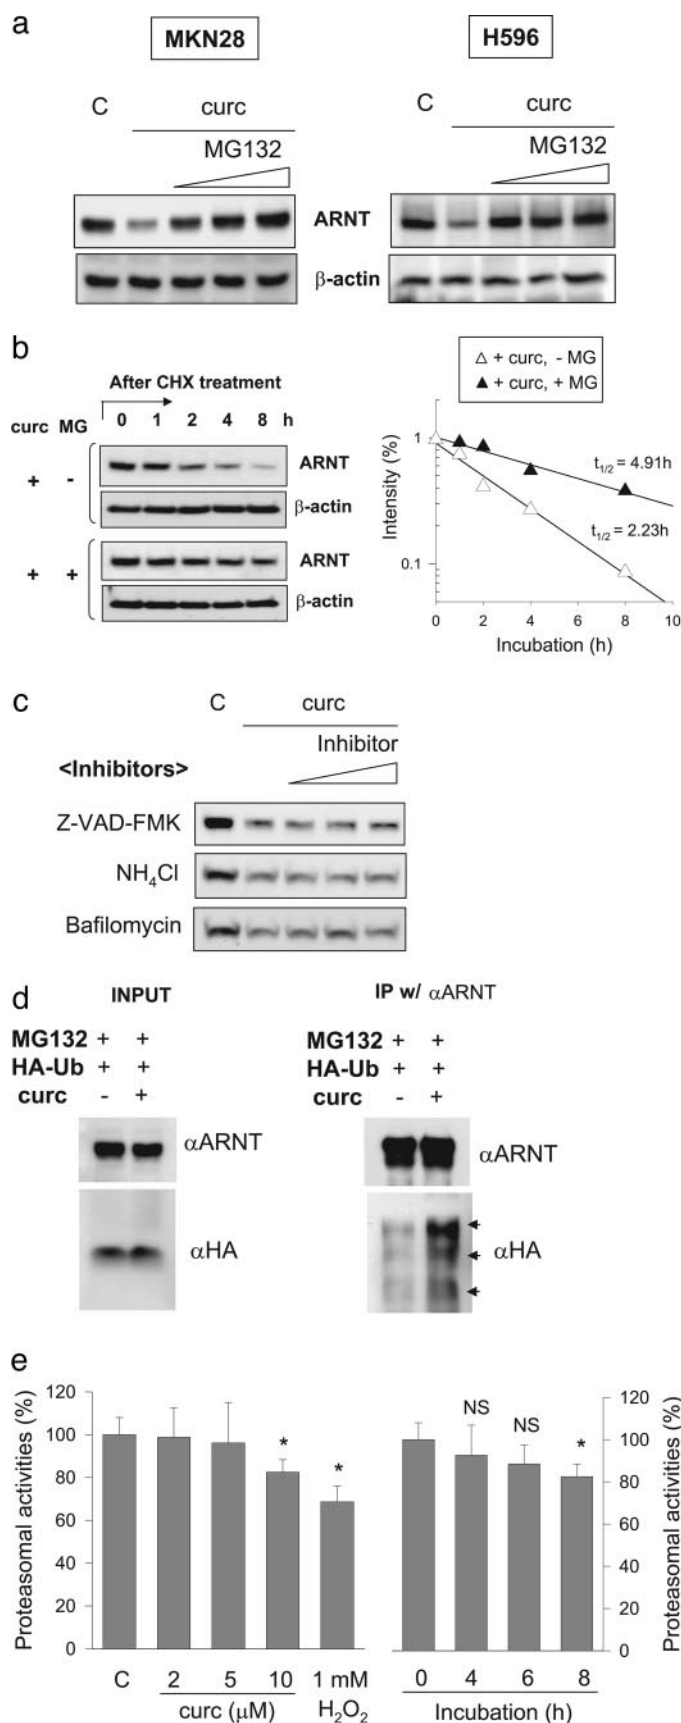 a
MKN28 H596
C curc C curc
MG132 MG132
ARNT
β-actin
b
After CHX treatment
curc MG 0 1 2 4 8 h
+ - ARNT
β-actin
+ + ARNT
β-actin
△ + curc, - MG
▲ + curc, + MG
Intensity (%)
1
0.1
t1/2 = 4.91h
t1/2 = 2.23h
0 2 4 6 8 10
Incubation (h)
c
C curc
Inhibitor
<Inhibitors>
Z-VAD-FMK
NH4Cl
Bafilomycin
d
INPUT IP w/ αARNT
MG132 + + MG132 + +
HA-Ub + + HA-Ub + +
curc - + curc - +
αARNT αARNT
αHA αHA
e
Proteasomal activities (%)
120
100
80
60
40
20
0
* *
C 2 5 10 1 mM
curc (μM) H2O2
NS NS *
120
100
80
60
40
20
0
Proteasomal activities (%)
0 4 6 8
Incubation (h)